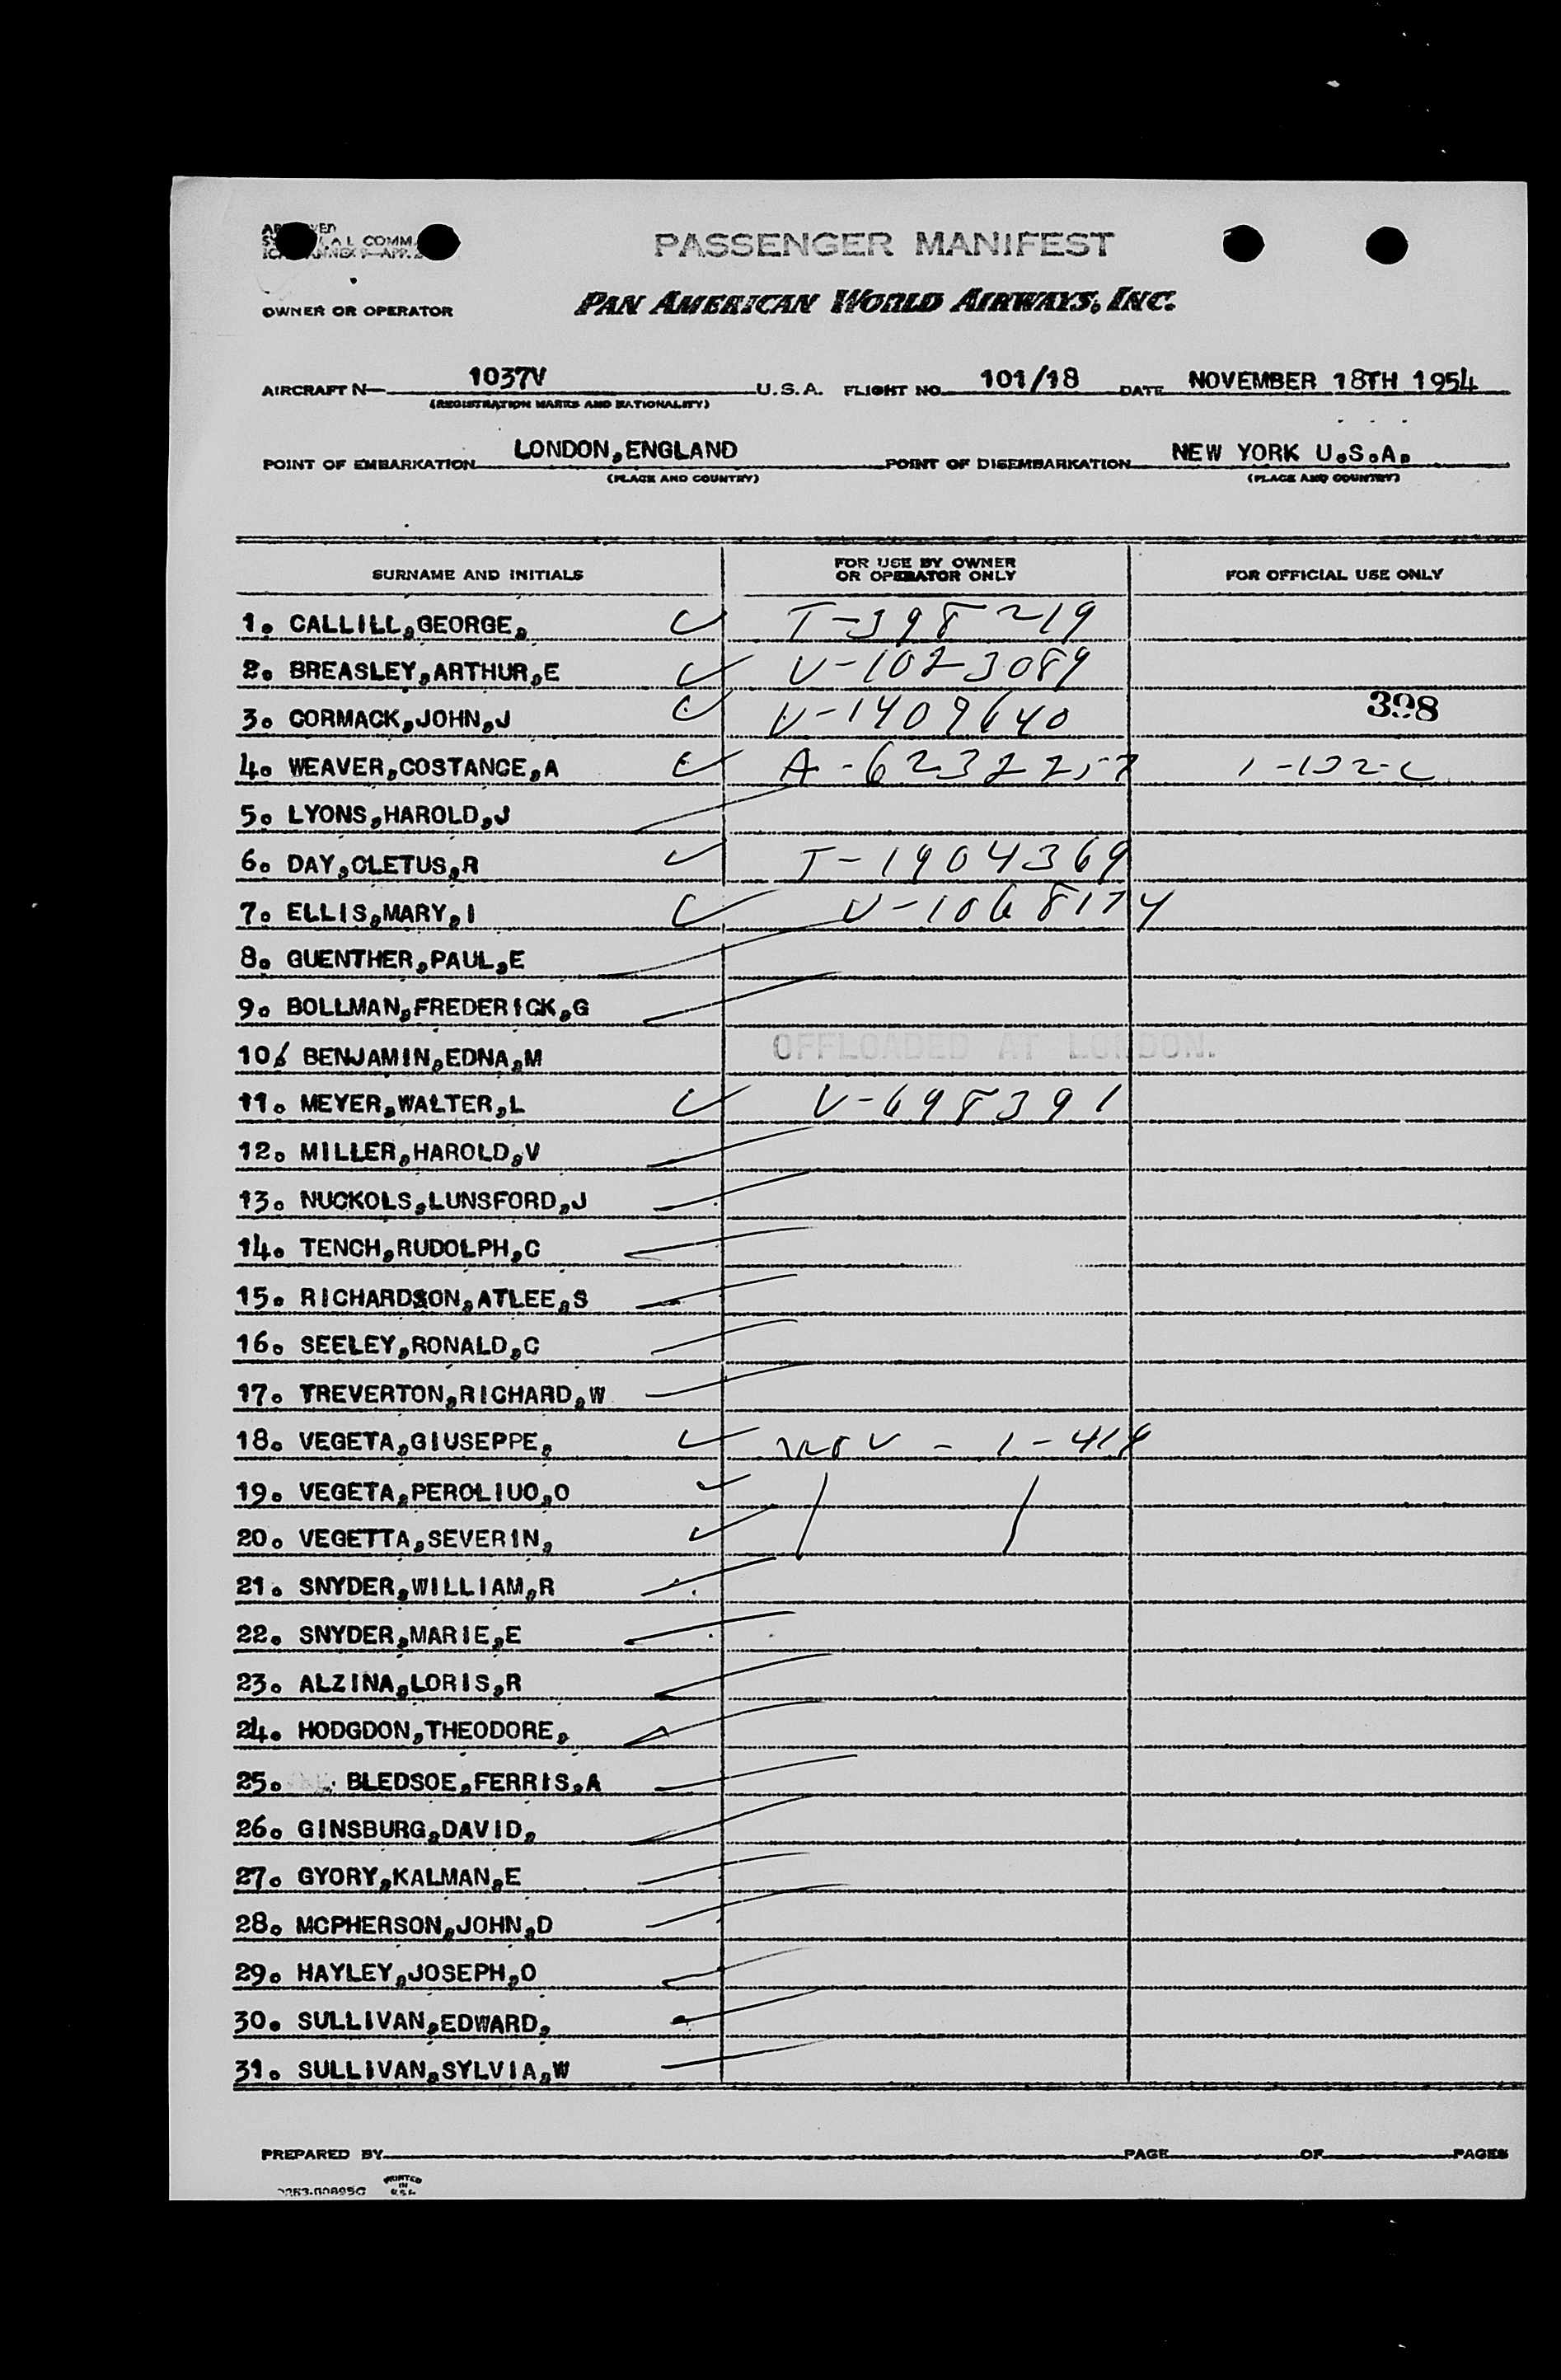 PASSENGER MANIFEST
COMM.
OWNER OR OPERATOR PAN AMERICAN WORLD AIRWAYS, INC.
AIRCRAFT N— 1037V U.S.A. FLIGHT NO. 101/18 DATE NOVEMBER 18TH 1954
(REGISTRATION MARKS AND NATIONALITY)
POINT OF EMBARKATION LONDON,ENGLAND POINT OF DISEMBARKATION NEW YORK U.S.A.
(PLACE AND COUNTRY) (PLACE AND COUNTRY)
SURNAME AND INITIALS FOR USE BY OWNER OR OPERATOR ONLY FOR OFFICIAL USE ONLY
1. CALLILL,GEORGE, T-398219
2. BREASLEY,ARTHUR,E V-1023089
3. CORMACK,JOHN,J V-1409640 398
4. WEAVER,COSTANCE,A
5. LYONS,HAROLD,J
6. DAY,CLETUS,R T-1904369
7. ELLIS,MARY,I V-1068174
8. GUENTHER,PAUL,E
9. BOLLMAN,FREDERICK,G
10. BENJAMIN,EDNA,M OFFLOADED AT LONDON.
11. MEYER,WALTER,L V-698391
12. MILLER,HAROLD,V
13. NUCKOLS,LUNSFORD,J
14. TENCH,RUDOLPH,C
15. RICHARDSON,ATLEE,S
16. SEELEY,RONALD,C
17. TREVERTON,RICHARD,W
18. VEGETA,GIUSEPPE,
19. VEGETA,PEROLIUO,O
20. VEGETTA,SEVERIN,
21. SNYDER,WILLIAM,R
22. SNYDER,MARIE,E
23. ALZINA,LORIS,R
24. HODGDON,THEODORE,
25. BLEDSOE,FERRIS,A
26. GINSBURG,DAVID,
27. GYORY,KALMAN,E
28. MCPHERSON,JOHN,D
29. HAYLEY,JOSEPH,O
30. SULLIVAN,EDWARD,
31. SULLIVAN,SYLVIA,W
PREPARED BY PAGE OF PAGES
PRINTED IN U.S.A.